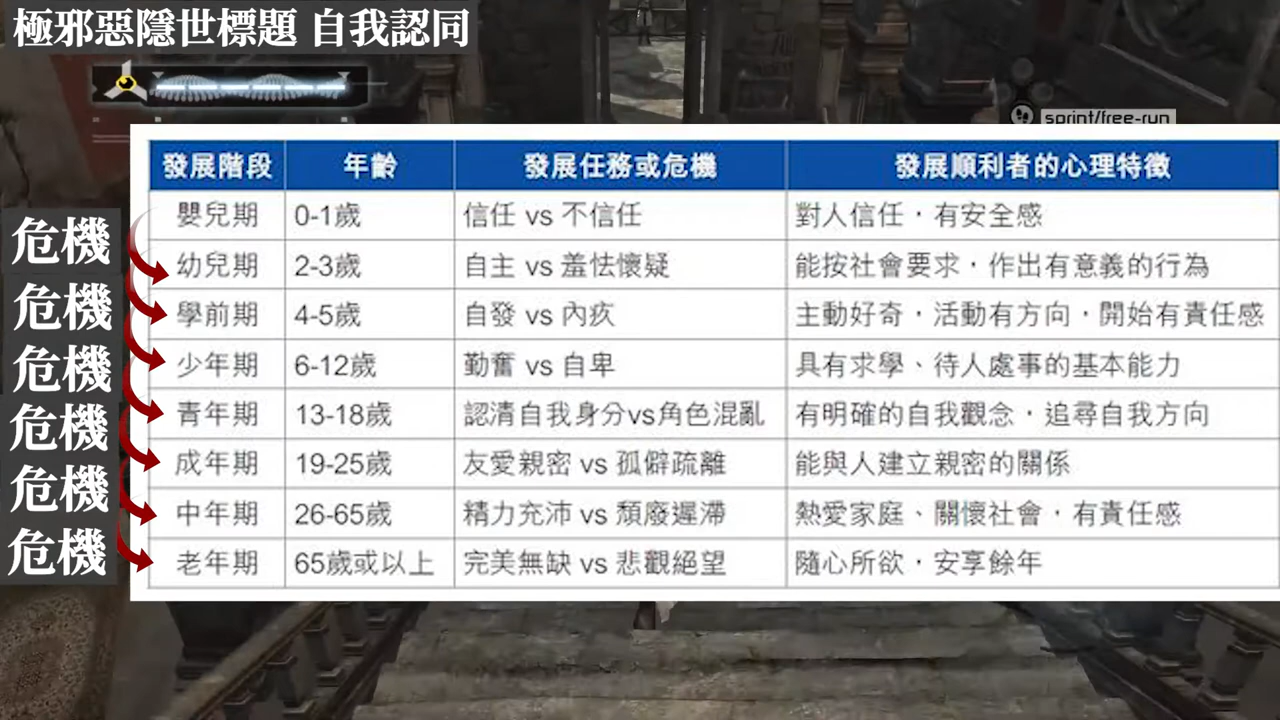 極邪惡隱世標題 自我認同
sprint/free-run
發展階段 年齡 發展任務或危機 發展順利者的心理特徵
嬰兒期 0-1歲 信任 vs 不信任 對人信任，有安全感
幼兒期 2-3歲 自主 vs 羞怯懷疑 能按社會要求，作出有意義的行為
學前期 4-5歲 自發 vs 內疚 主動好奇，活動有方向，開始有責任感
少年期 6-12歲 勤奮 vs 自卑 具有求學、待人處事的基本能力
青年期 13-18歲 認清自我身分vs角色混亂 有明確的自我觀念，追尋自我方向
成年期 19-25歲 友愛親密 vs 孤僻疏離 能與人建立親密的關係
中年期 26-65歲 精力充沛 vs 頹廢遲滯 熱愛家庭、關懷社會，有責任感
老年期 65歲或以上 完美無缺 vs 悲觀絕望 隨心所欲，安享餘年
危機
危機
危機
危機
危機
危機